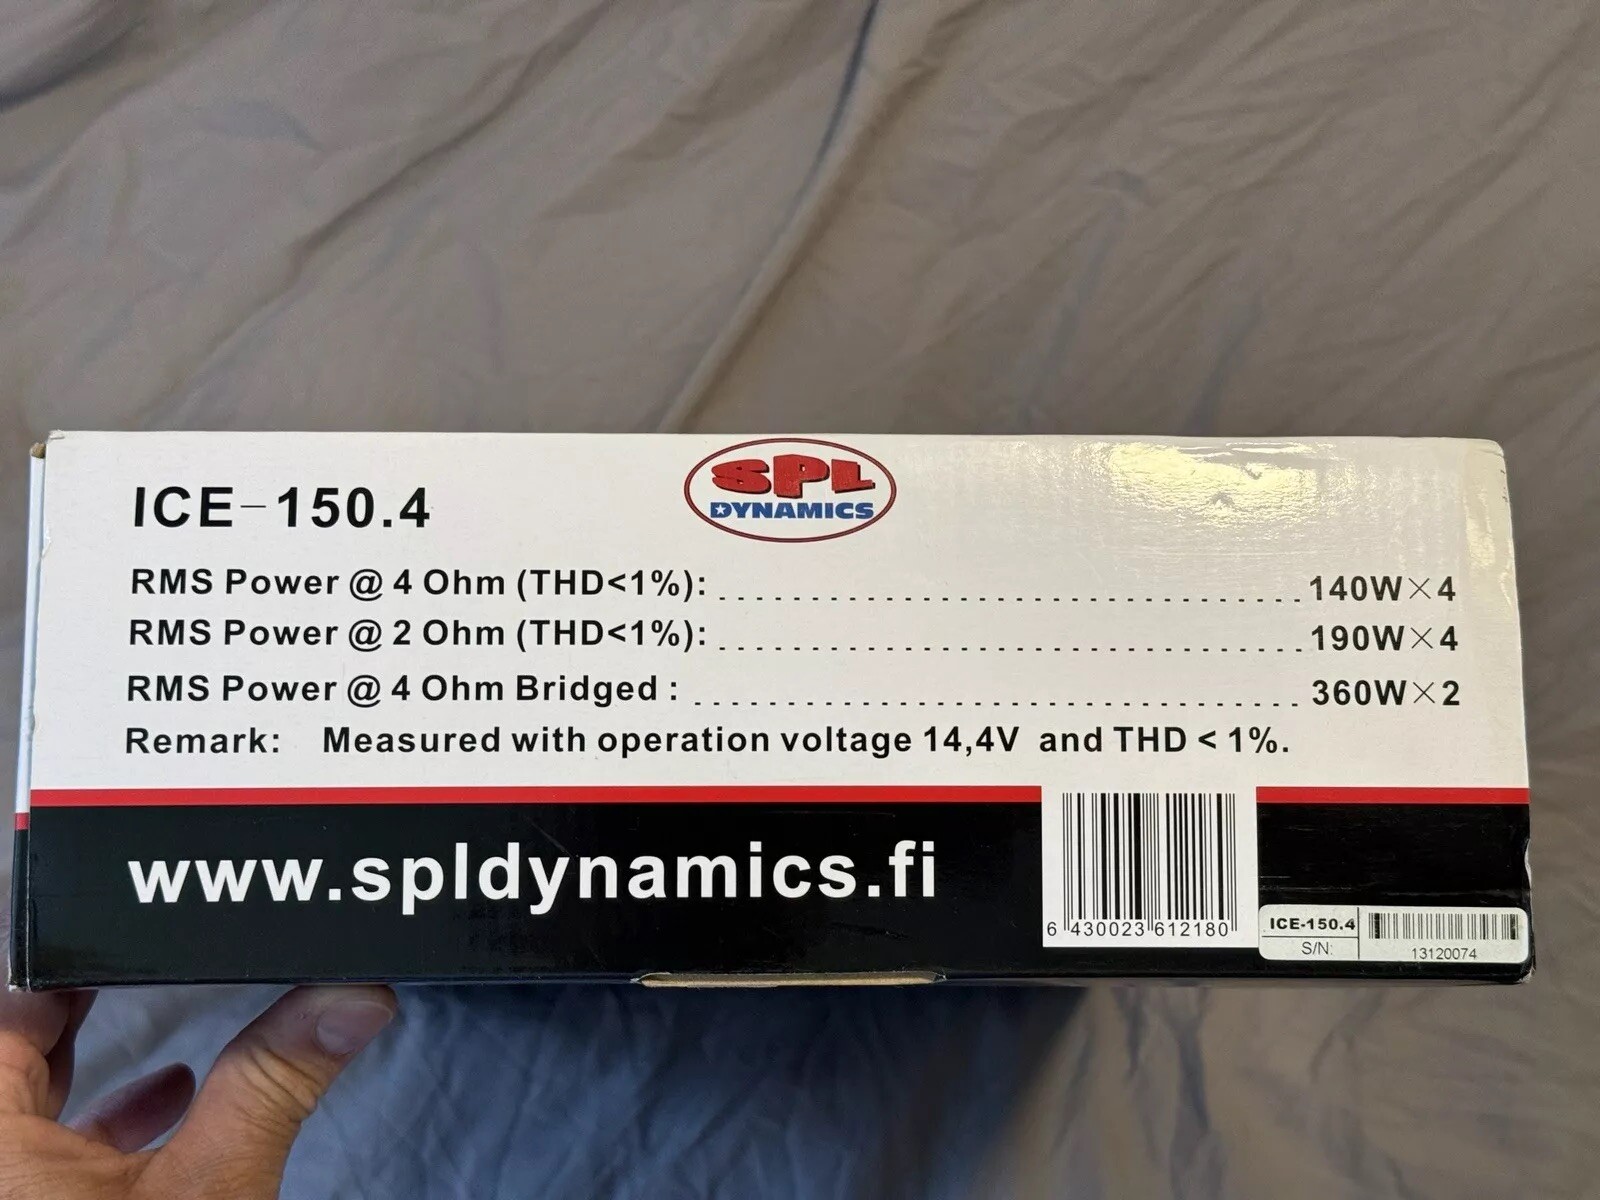 ICE-150.4
SPL
DYNAMICS
RMS Power @ 4 Ohm (THD<1%): 140W×4
RMS Power @ 2 Ohm (THD<1%): 190W×4
RMS Power @ 4 Ohm Bridged : 360W×2
Remark: Measured with operation voltage 14,4V and THD < 1%.
www.spldynamics.fi
6 430023 612180
ICE-150.4
S/N:
13120074